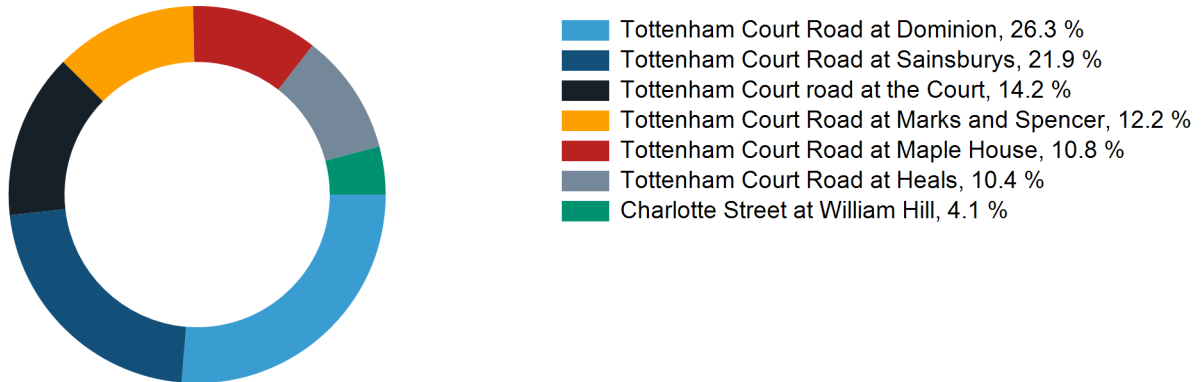 Tottenham Court Road at Dominion, 26.3 %
Tottenham Court Road at Sainsburys, 21.9 %
Tottenham Court road at the Court, 14.2 %
Tottenham Court Road at Marks and Spencer, 12.2 %
Tottenham Court Road at Maple House, 10.8 %
Tottenham Court Road at Heals, 10.4 %
Charlotte Street at William Hill, 4.1 %